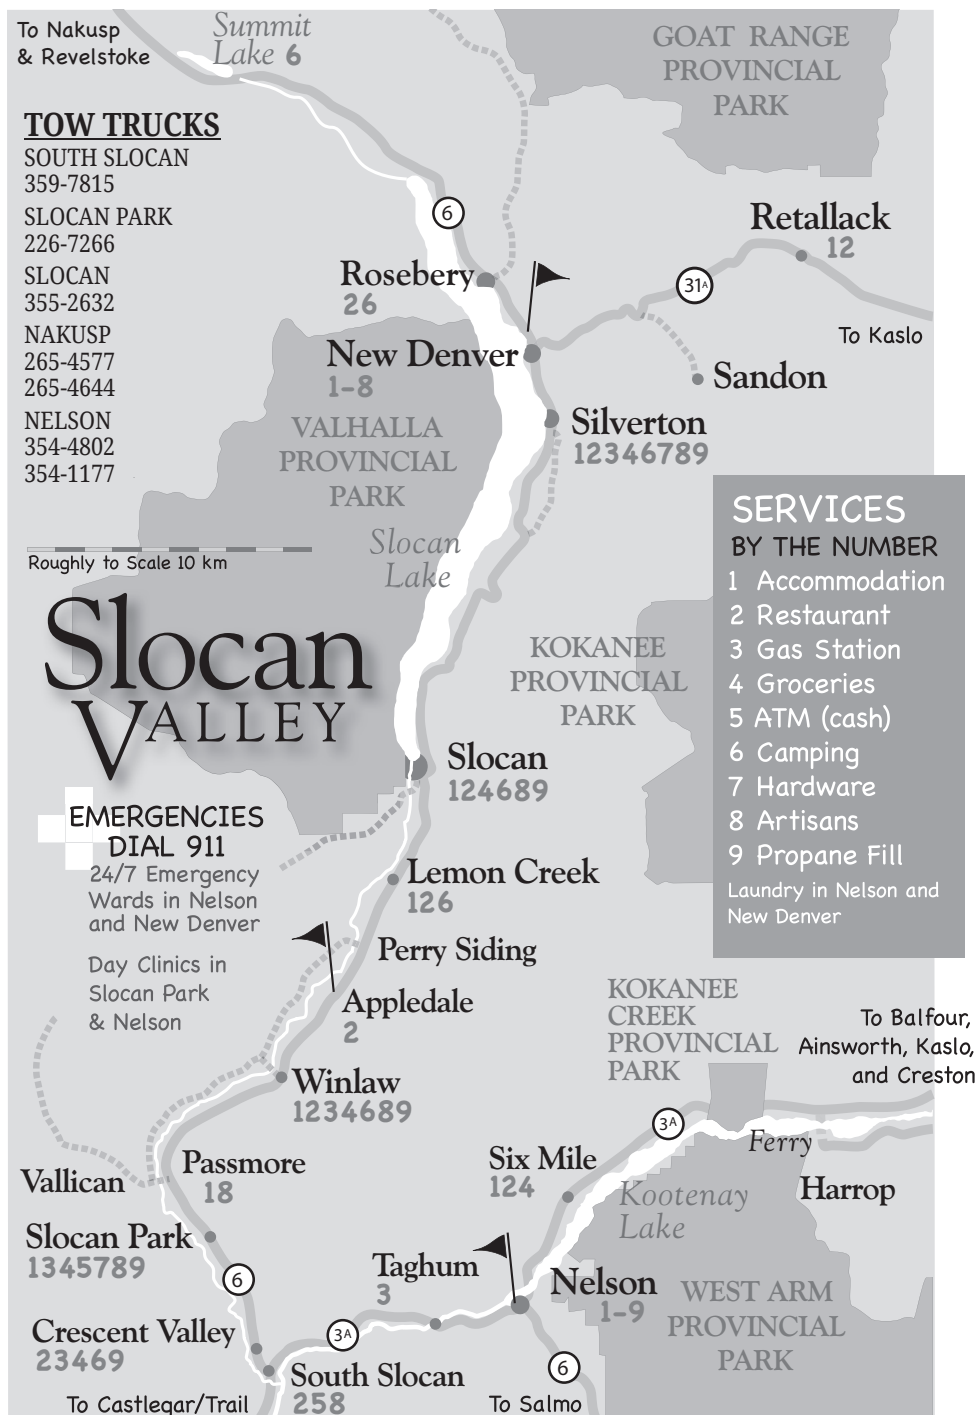 To Nakusp
& Revelstoke
Summit
Lake 6
GOAT RANGE
PROVINCIAL
PARK
TOW TRUCKS
SOUTH SLOCAN
359-7815
SLOCAN PARK
226-7266
SLOCAN
355-2632
NAKUSP
265-4577
265-4644
NELSON
354-4802
354-1177
6
Retallack
12
Rosebery
26
31A
To Kaslo
New Denver
1-8
Sandon
Silverton
12346789
VALHALLA
PROVINCIAL
PARK
Slocan
Lake
Roughly to Scale 10 km
Slocan
VALLEY
SERVICES
BY THE NUMBER
1 Accommodation
2 Restaurant
3 Gas Station
4 Groceries
5 ATM (cash)
6 Camping
7 Hardware
8 Artisans
9 Propane Fill
Laundry in Nelson and
New Denver
KOKANEE
PROVINCIAL
PARK
Slocan
124689
EMERGENCIES
DIAL 911
24/7 Emergency
Wards in Nelson
and New Denver
Day Clinics in
Slocan Park
& Nelson
Lemon Creek
126
Perry Siding
Appledale
2
KOKANEE
CREEK
PROVINCIAL
PARK
To Balfour,
Ainsworth, Kaslo,
and Creston
Winlaw
1234689
3A
Ferry
Harrop
Vallican
Passmore
18
Six Mile
124
Kootenay
Lake
Slocan Park
1345789
6
Taghum
3
Nelson
1-9
WEST ARM
PROVINCIAL
PARK
Crescent Valley
23469
3A
South Slocan
258
6
To Castlegar/Trail
To Salmo